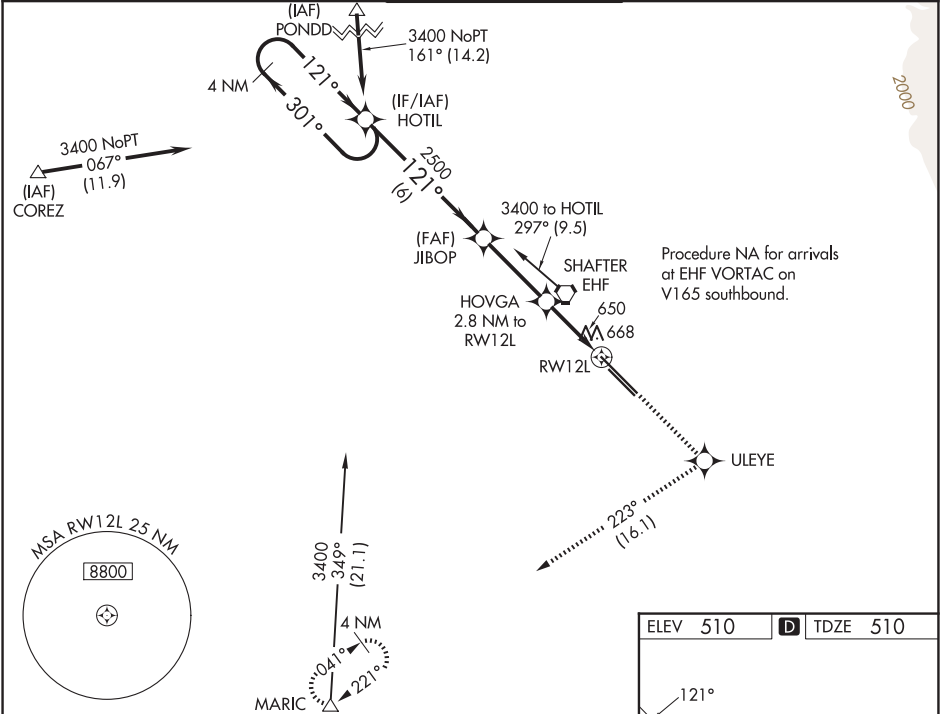 (IAF)
PONDD
3400 NoPT
161° (14.2)
4 NM
121°
301°
(IF/IAF)
HOTIL
2000
3400 NoPT
067°
(11.9)
(IAF)
COREZ
2500
121°
(6)
3400 to HOTIL
297° (9.5)
(FAF)
JIBOP
SHAFTER
EHF
Procedure NA for arrivals
at EHF VORTAC on
V165 southbound.
HOVGA
2.8 NM to
RW12L
650
668
RW12L
ULEYE
223°
(16.1)
MSA RW12L 25 NM
8800
3400
349°
(21.1)
4 NM
041°
221°
MARIC
ELEV 510 D TDZE 510
121°